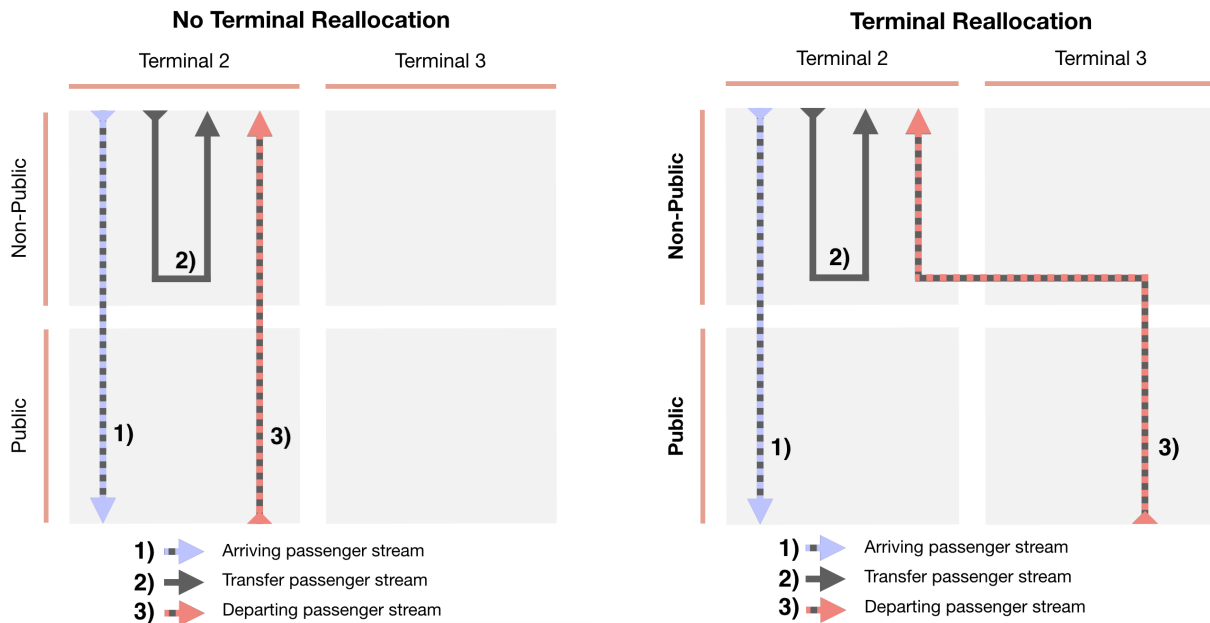 No Terminal Reallocation
Terminal 2
Terminal 3
Non-Public
Public
2)
1)
3)
1) Arriving passenger stream
2) Transfer passenger stream
3) Departing passenger stream
Terminal Reallocation
Terminal 2
Terminal 3
Non-Public
Public
2)
1)
3)
1) Arriving passenger stream
2) Transfer passenger stream
3) Departing passenger stream